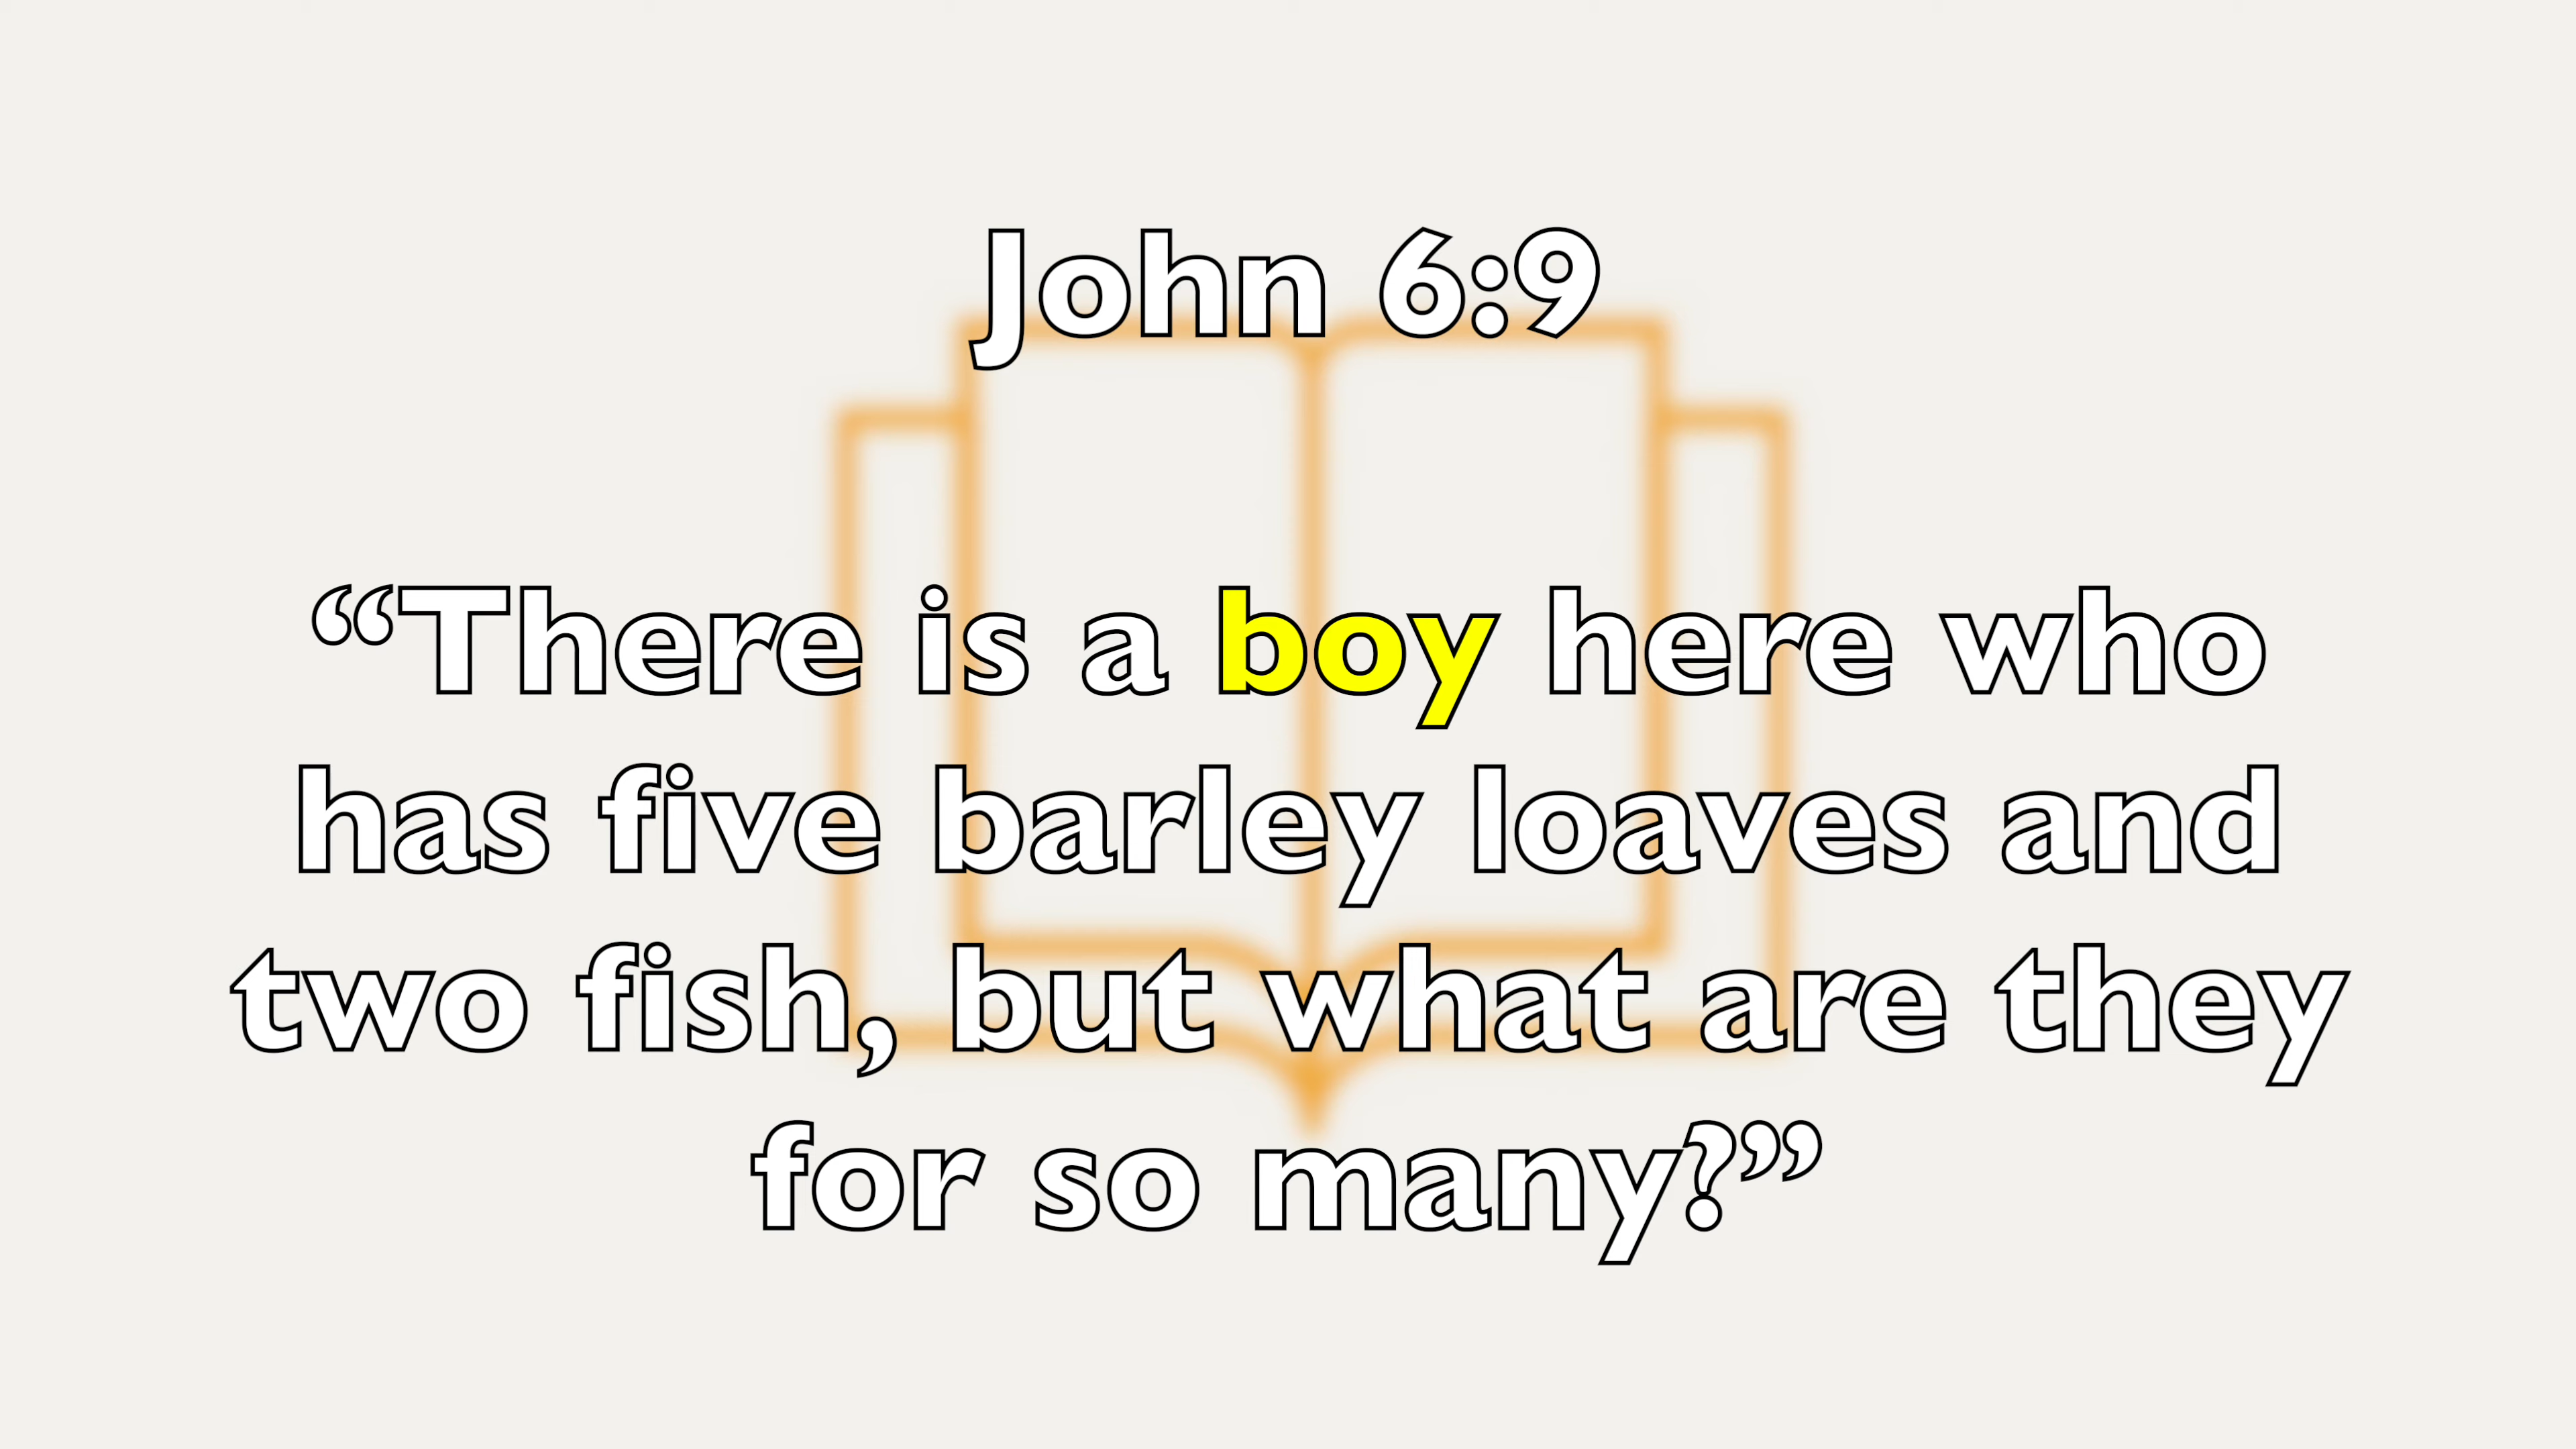 John 6:9
“There is a boy here who
has five barley loaves and
two fish, but what are they
for so many?”